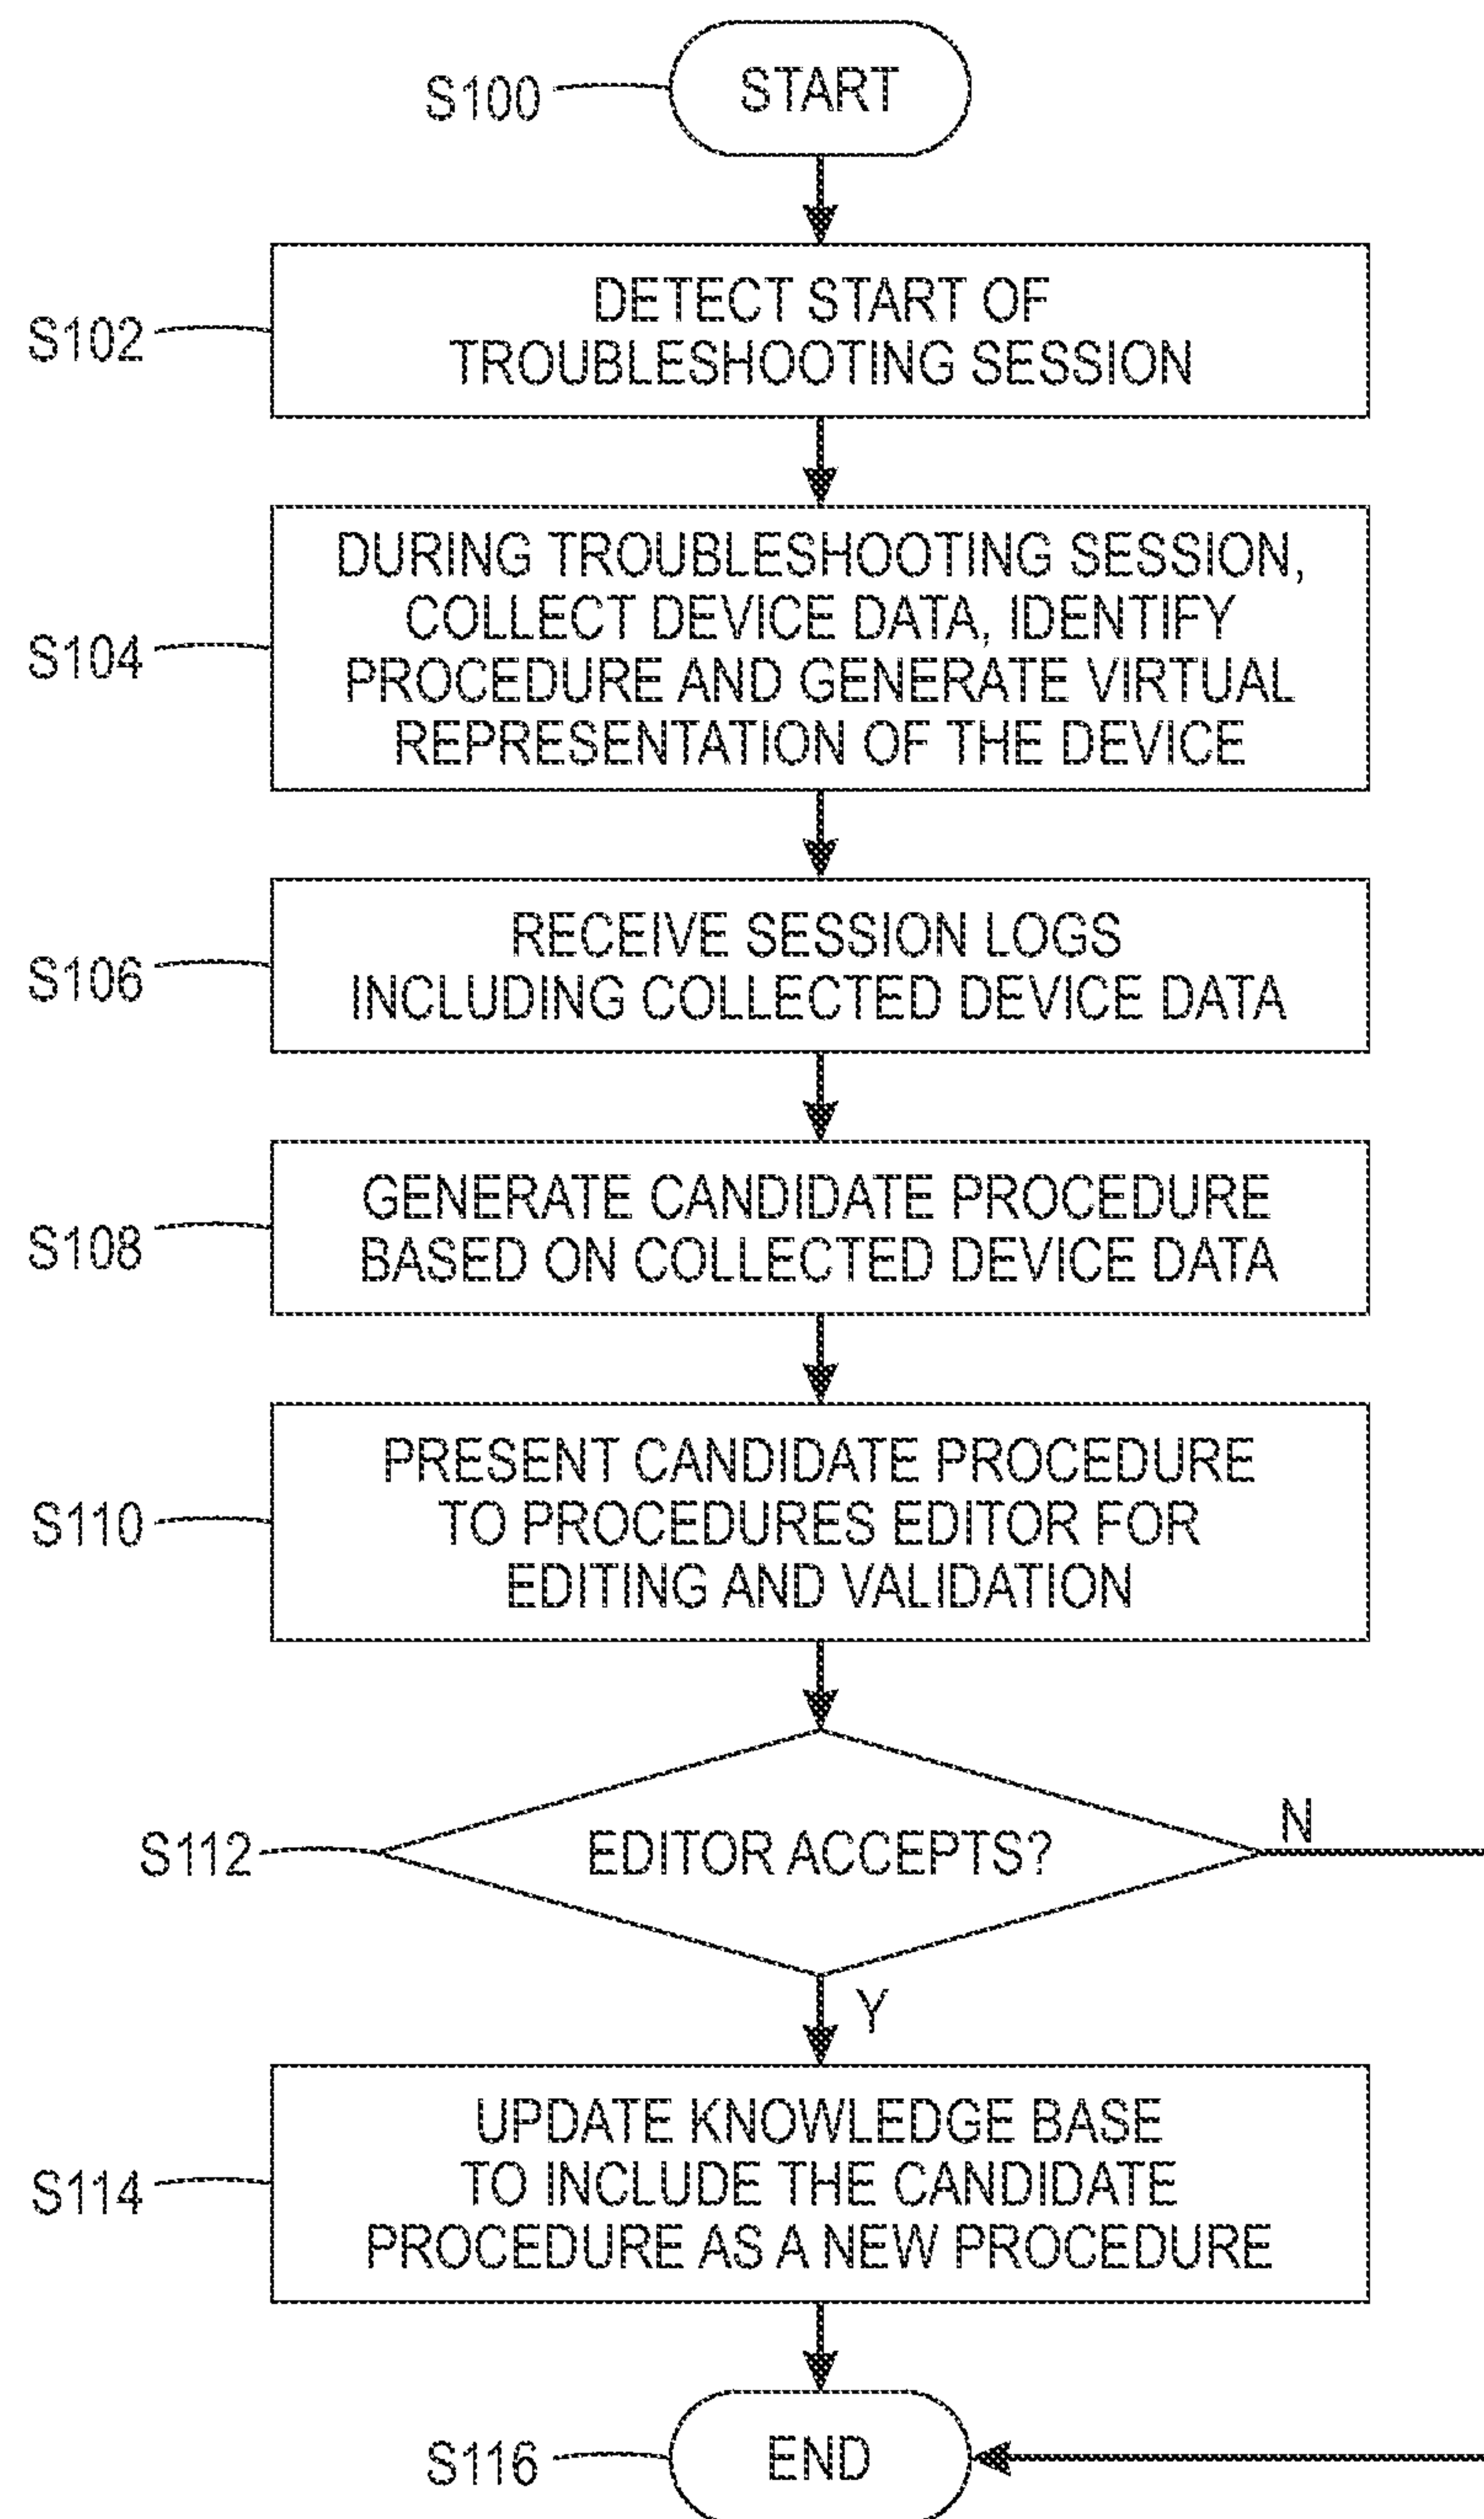 S100
START
S102
DETECT START OF
TROUBLESHOOTING SESSION
S104
DURING TROUBLESHOOTING SESSION,
COLLECT DEVICE DATA, IDENTIFY
PROCEDURE AND GENERATE VIRTUAL
REPRESENTATION OF THE DEVICE
S106
RECEIVE SESSION LOGS
INCLUDING COLLECTED DEVICE DATA
S108
GENERATE CANDIDATE PROCEDURE
BASED ON COLLECTED DEVICE DATA
S110
PRESENT CANDIDATE PROCEDURE
TO PROCEDURES EDITOR FOR
EDITING AND VALIDATION
S112
EDITOR ACCEPTS?
N
Y
S114
UPDATE KNOWLEDGE BASE
TO INCLUDE THE CANDIDATE
PROCEDURE AS A NEW PROCEDURE
S116
END